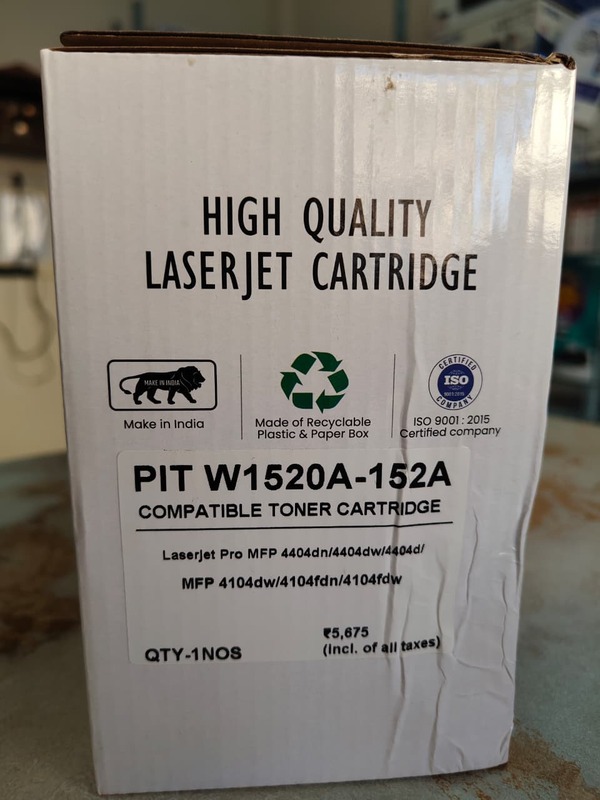 HIGH QUALITY
LASERJET CARTRIDGE
MAKE IN INDIA
Make in India
Made of Recyclable
Plastic & Paper Box
CERTIFIED
ISO
9001:2015
COMPANY
ISO 9001 : 2015
Certified company
PIT W1520A-152A
COMPATIBLE TONER CARTRIDGE
Laserjet Pro MFP 4404dn/4404dw/4404d/
MFP 4104dw/4104fdn/4104fdw
QTY-1NOS
₹5,675
(Incl. of all taxes)